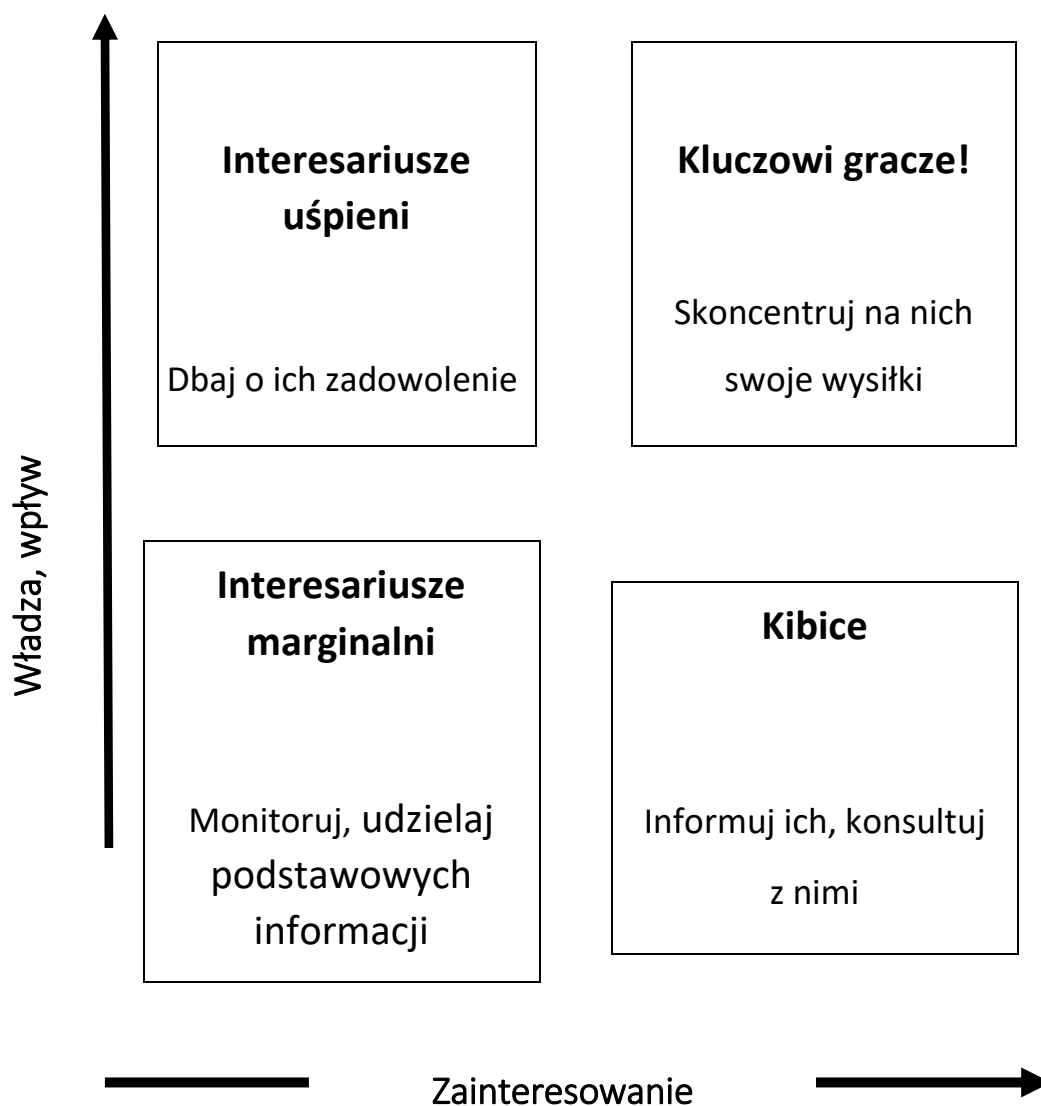 Interesariusze
uśpieni
Dbaj o ich zadowolenie
Kluczowi gracze!
Skoncentruj na nich
swoje wysiłki
Władza, wpływ
Interesariusze
marginalni
Monitoruj, udzielaj
podstawowych
informacji
Kibice
Informuj ich, konsultuj
z nimi
Zainteresowanie